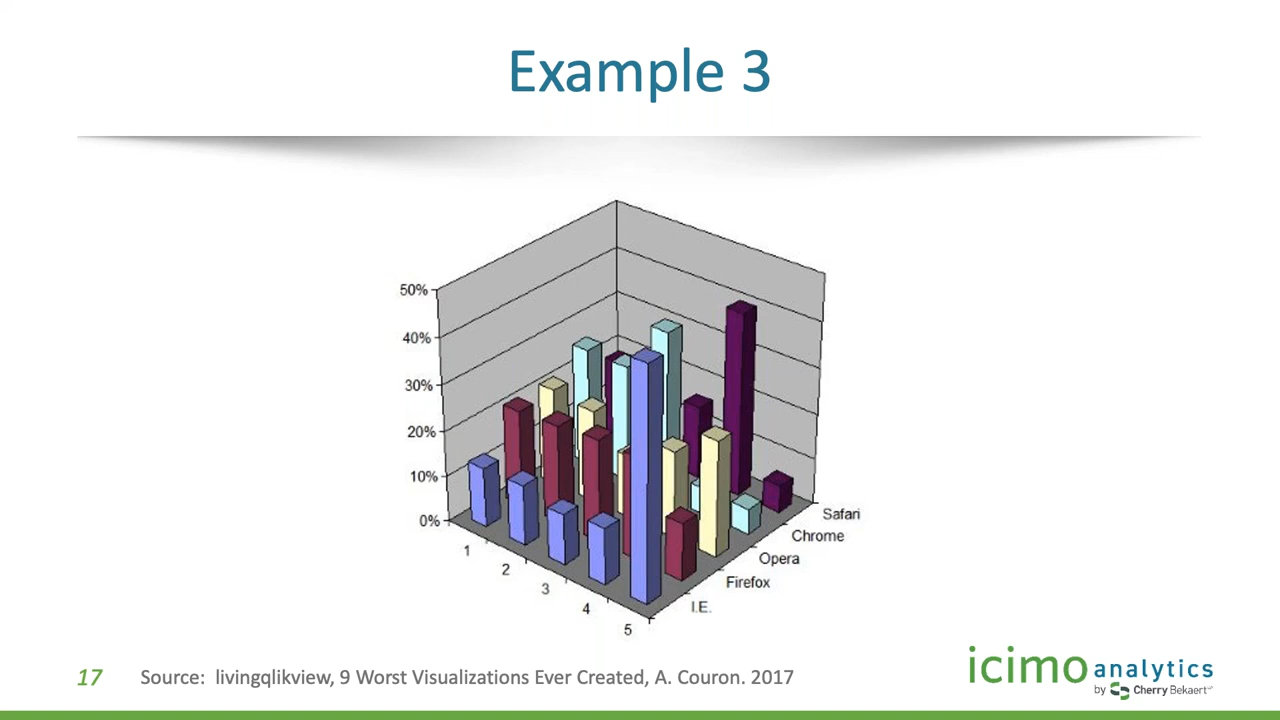 Example 3
50%
40%
30%
20%
10%
0%
1
2
3
4
5
Safari
Chrome
Opera
Firefox
I.E.
17 Source: livingqlikview, 9 Worst Visualizations Ever Created, A. Couron. 2017
icimo analytics
by Cherry Bekaert